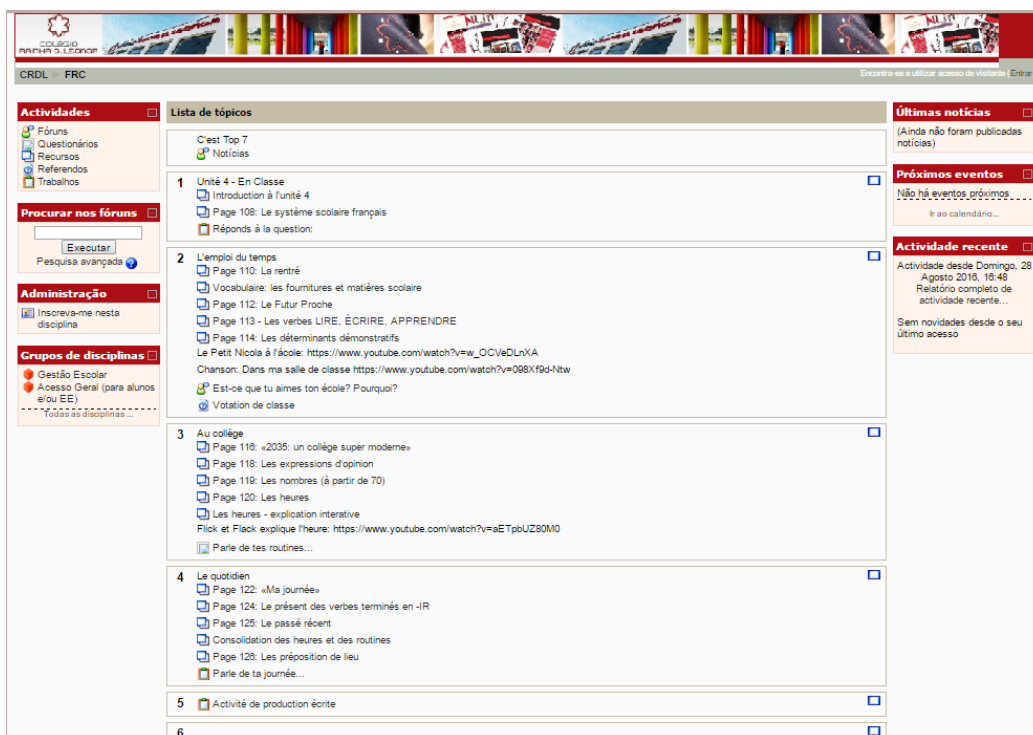 COLÉGIO
CRDL FRC
Encontra-se a utilizar acesso de visitante (Entrar
Actividades
Fóruns
Questionários
Recursos
Referendos
Trabalhos
Procurar nos fóruns
Executar
Pesquisa avançada
Administração
Inscreva-me nesta
disciplina
Grupos de disciplinas
Gestão Escolar
Acesso Geral (para alunos
e/ou EE)
Todas as disciplinas ...
Lista de tópicos
C'est Top 7
Notícias
1 Unité 4 - En Classe
Introduction à l'unité 4
Page 108: Le système scolaire français
Réponds à la question:
2 L'emploi du temps
Page 110: La rentré
Vocabulaire: les fournitures et matières scolaire
Page 112: Le Futur Proche
Page 113 - Les verbes LIRE, ÉCRIRE, APPRENDRE
Page 114: Les déterminants démonstratifs
Le Petit Nicola à l'ácole: https://www.youtube.com/watch?v=w_OCVeDLnXA
Chanson: Dans ma salle de classe https://www.youtube.com/watch?v=098Xf9d-Ntw
Est-ce que tu aimes ton école? Pourquoi?
Votation de classe
3 Au collège
Page 116: «2035: un collège super moderne»
Page 118: Les expressions d'opinion
Page 119: Les nombres (à partir de 70)
Page 120: Les heures
Les heures - explication interative
Flick et Flack explique l'heure: https://www.youtube.com/watch?v=aETpbUZ80M0
Parle de tes routines...
4 Le quotidien
Page 122: «Ma journée»
Page 124: Le présent des verbes terminés en -IR
Page 125: Le passé récent
Consolidation des heures et des routines
Page 126: Les préposition de lieu
Parle de ta journée...
5 Activité de production écrite
6
Últimas notícias
(Ainda não foram publicadas
notícias)
Próximos eventos
Não há eventos próximos
Ir ao calendário...
Actividade recente
Actividade desde Domingo, 28
Agosto 2016, 16:48
Relatório completo de
actividade recente...
Sem novidades desde o seu
último acesso